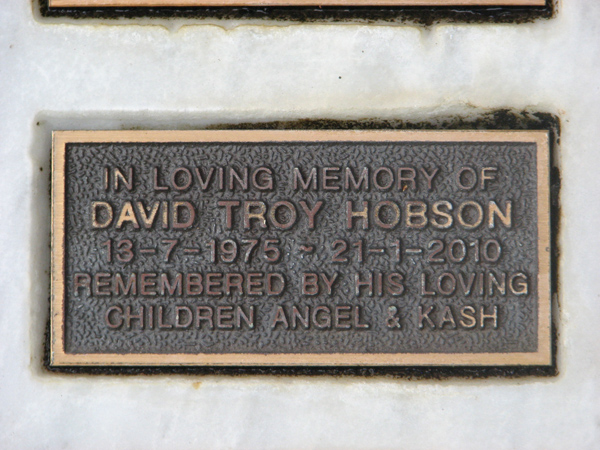 IN LOVING MEMORY OF
DAVID TROY HOBSON
13-7-1975 - 21-1-2010
REMEMBERED BY HIS LOVING
CHILDREN ANGEL & KASH